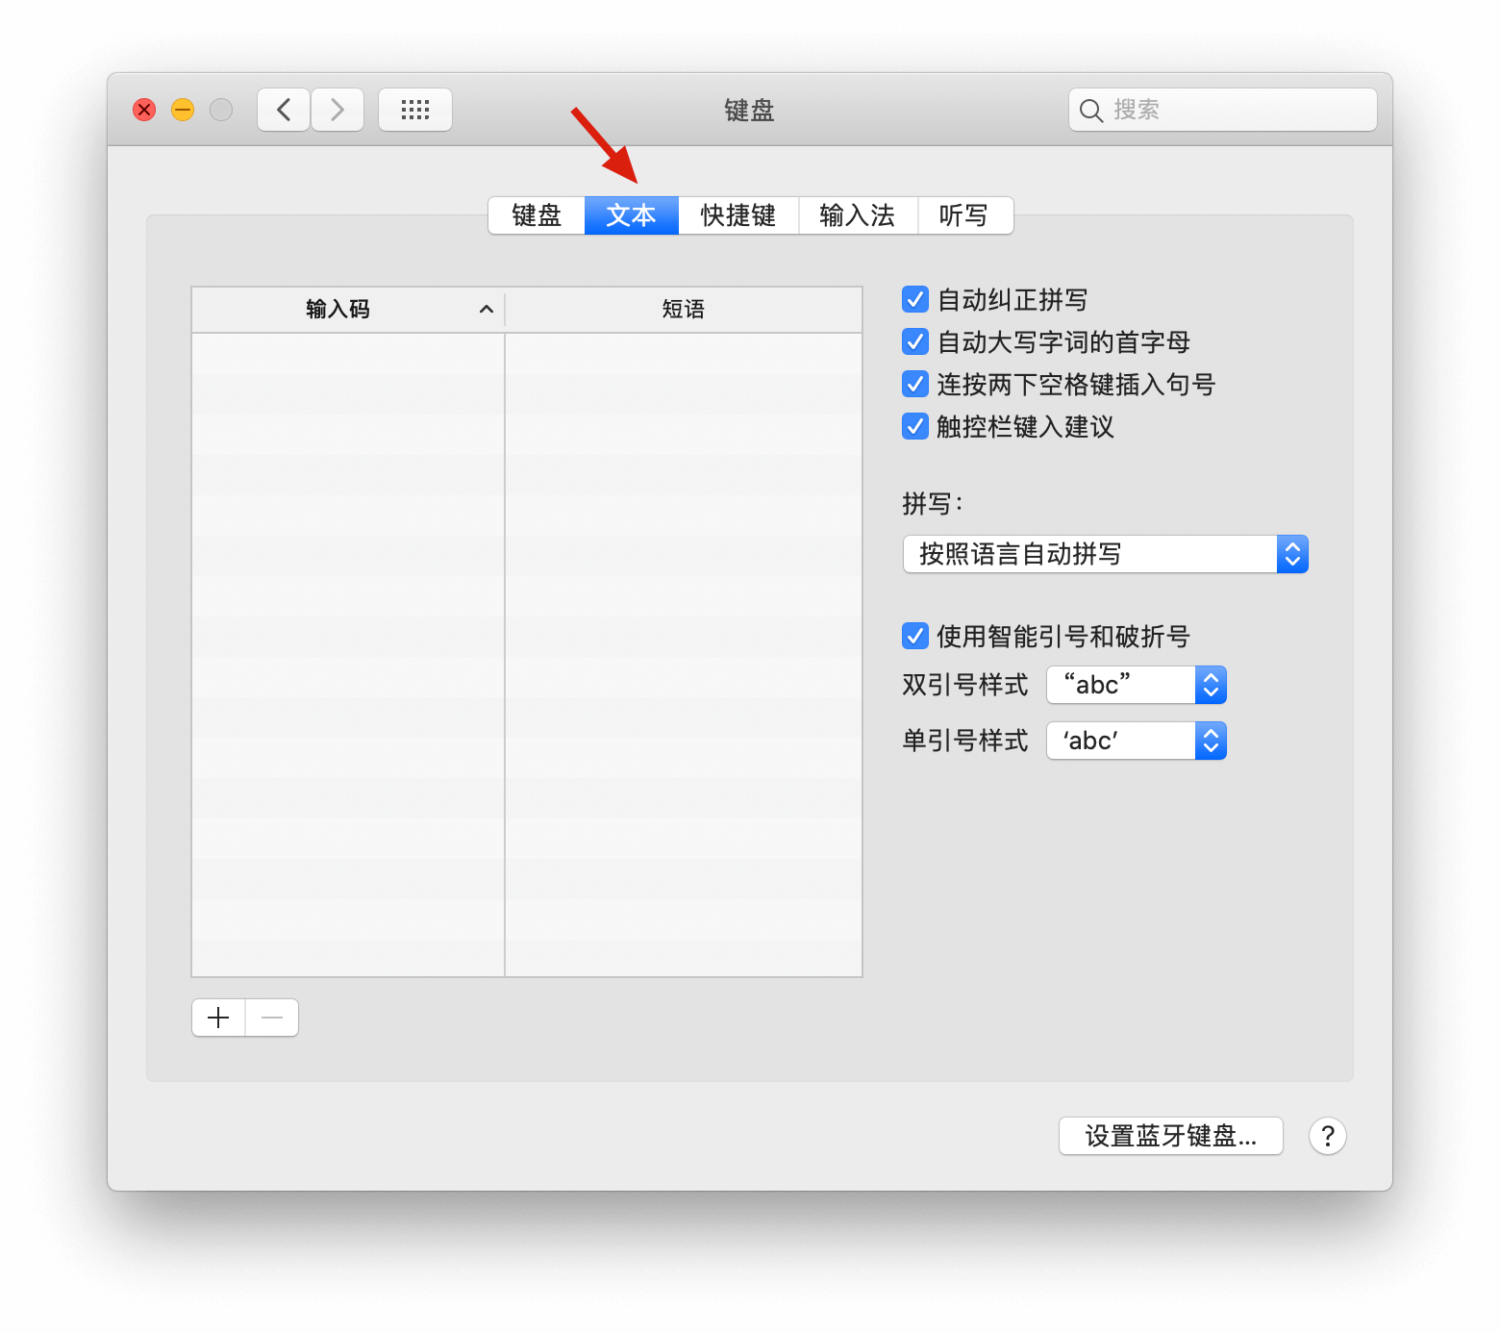 键盘
搜索
键盘 文本 快捷键 输入法 听写
输入码 短语
自动纠正拼写
自动大写字词的首字母
连按两下空格键插入句号
触控栏键入建议
拼写：
按照语言自动拼写
使用智能引号和破折号
双引号样式 “abc”
单引号样式 ‘abc’
设置蓝牙键盘... ?